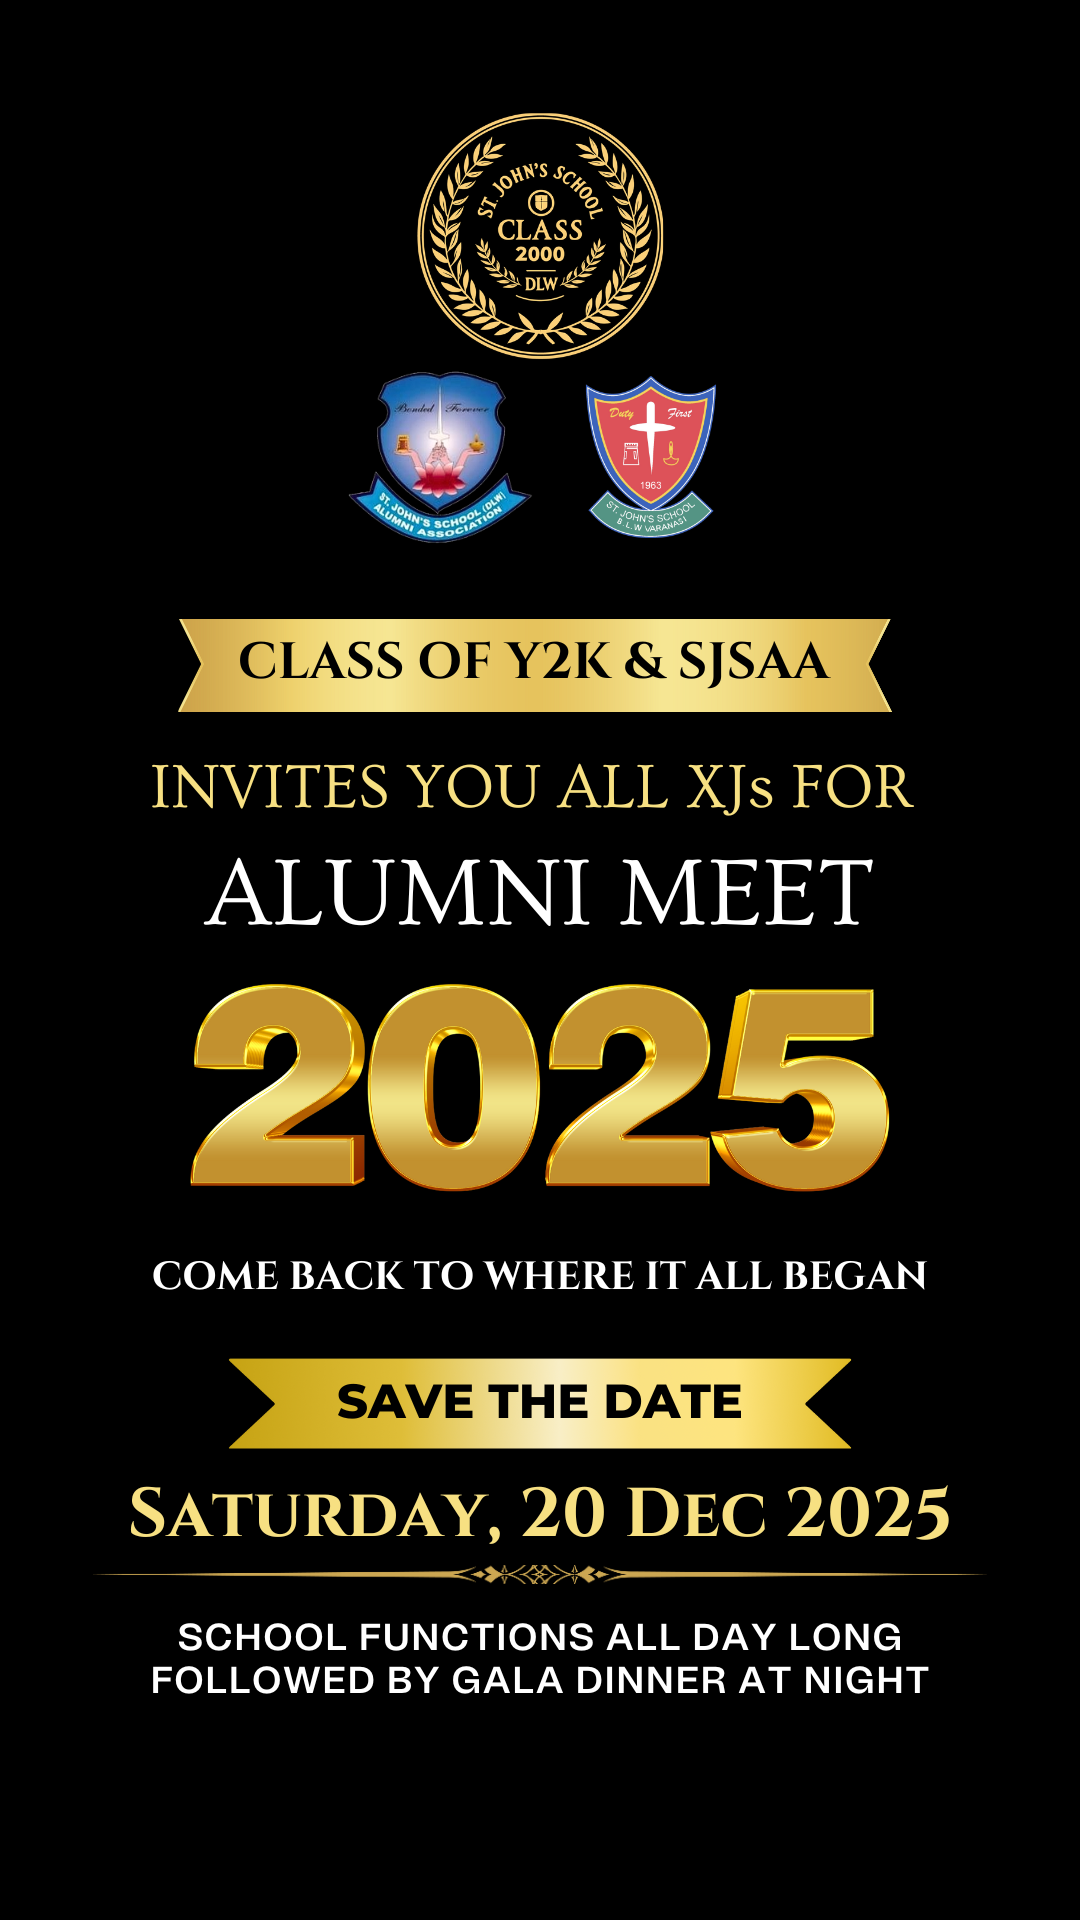 ST. JOHN'S SCHOOL
CLASS
2000
DLW
Bonded Forever
ST. JOHN'S SCHOOL (DLW)
ALUMNI ASSOCIATION
Duty First
1963
ST. JOHN'S SCHOOL
B.L.W VARANASI
CLASS OF Y2K & SJSAA
INVITES YOU ALL XJs FOR
ALUMNI MEET
2025
COME BACK TO WHERE IT ALL BEGAN
SAVE THE DATE
SATURDAY, 20 DEC 2025
SCHOOL FUNCTIONS ALL DAY LONG
FOLLOWED BY GALA DINNER AT NIGHT